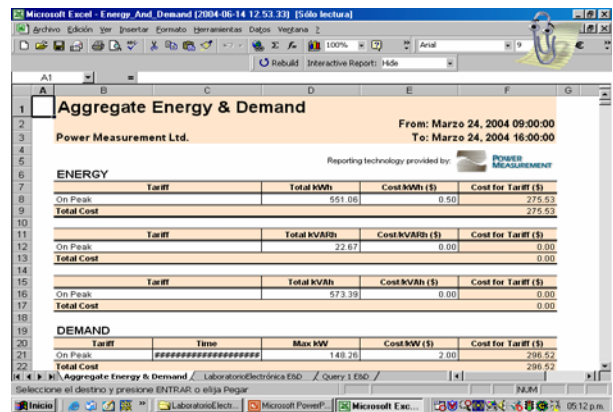 Microsoft Excel - Energy_And_Demand (2004-06-14 12.53.33) [Sólo lectura]
Archivo Edición Ver Insertar Formato Herramientas Datos Ventana ?
100% Arial 9
Rebuild Interactive Report: Hide
A1 =
A B C D E F G
1 Aggregate Energy & Demand
2 From: Marzo 24, 2004 09:00:00
3 Power Measurement Ltd. To: Marzo 24, 2004 16:00:00
4
5 Reporting technology provided by: POWER MEASUREMENT
6 ENERGY
7 Tariff Total kWh Cost/kWh ($) Cost for Tariff ($)
8 On Peak 551.06 0.50 275.53
9 Total Cost 275.53
10
11 Tariff Total kVARh Cost/kVARh ($) Cost for Tariff ($)
12 On Peak 22.67 0.00 0.00
13 Total Cost 0.00
14
15 Tariff Total kVAh Cost/kVAh ($) Cost for Tariff ($)
16 On Peak 573.39 0.00 0.00
17 Total Cost 0.00
18
19 DEMAND
20 Tariff Time Max kW Cost/kW ($) Cost for Tariff ($)
21 On Peak #################### 148.26 2.00 296.52
22 Total Cost 296.52
Aggregate Energy & Demand LaboratorioElectrónica E&D Query 1 E&D
Seleccione el destino y presione ENTRAR o elija Pegar NUM
Inicio LaboratorioElectr... Microsoft PowerP... Microsoft Exc... 05:12 p.m.